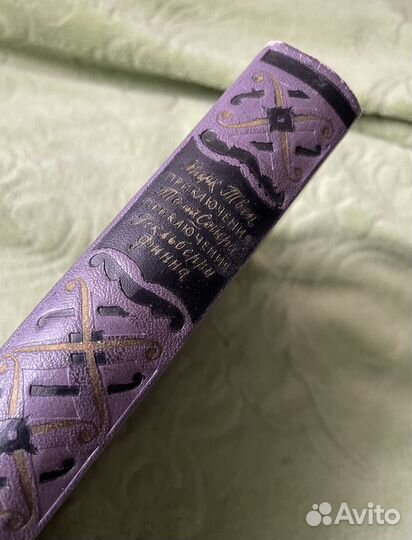 Марк Твен
ПРИКЛЮЧЕНИЯ
Тома Сойера
ПРИКЛЮЧЕНИЯ
Гекльберри
Финна
Avito